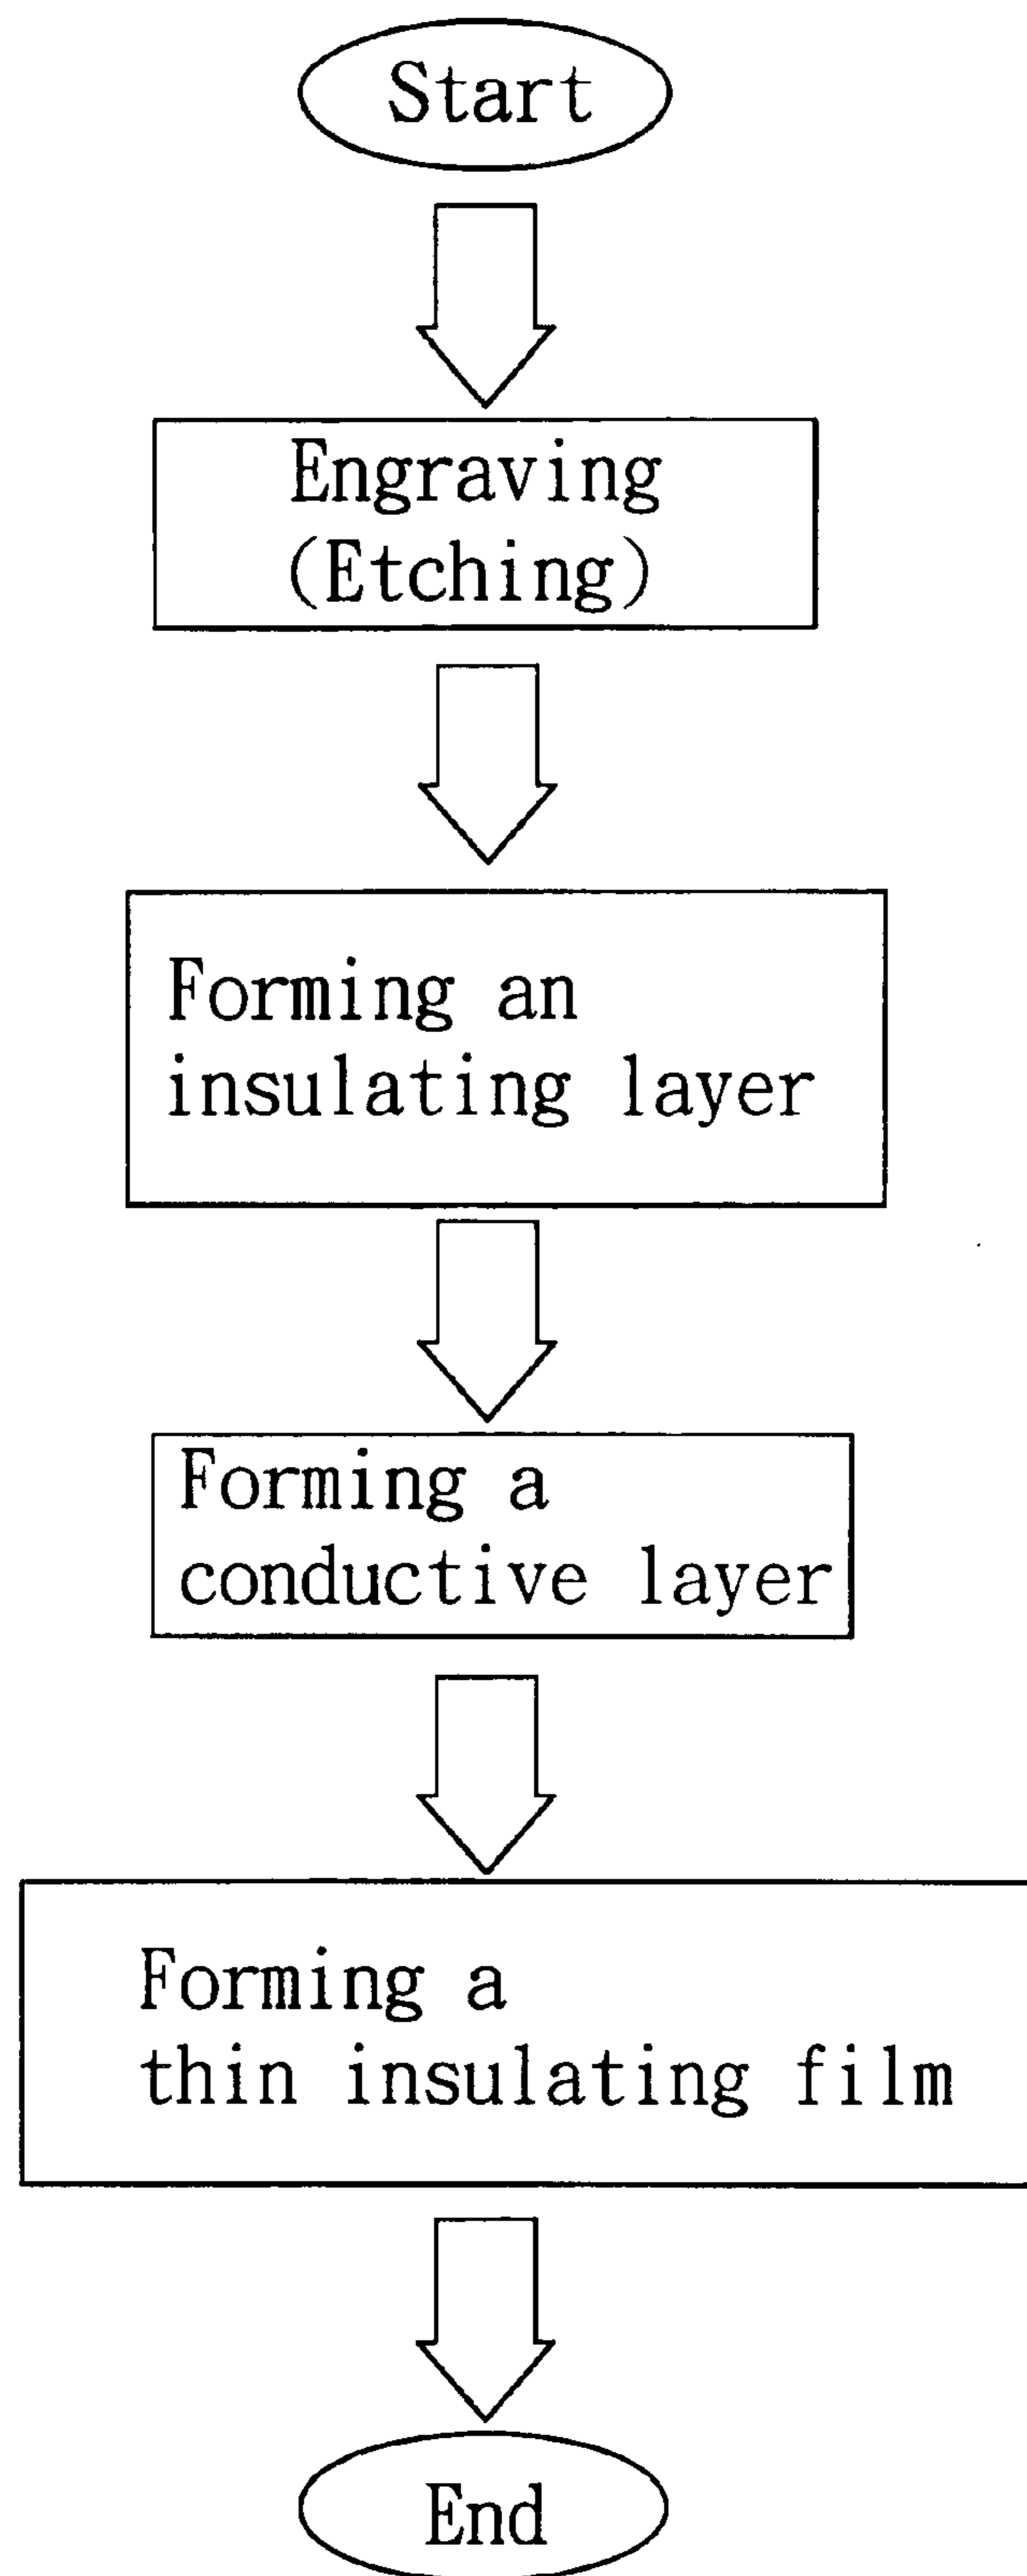 Start
Engraving
(Etching)
Forming an
insulating layer
Forming a
conductive layer
Forming a
thin insulating film
End